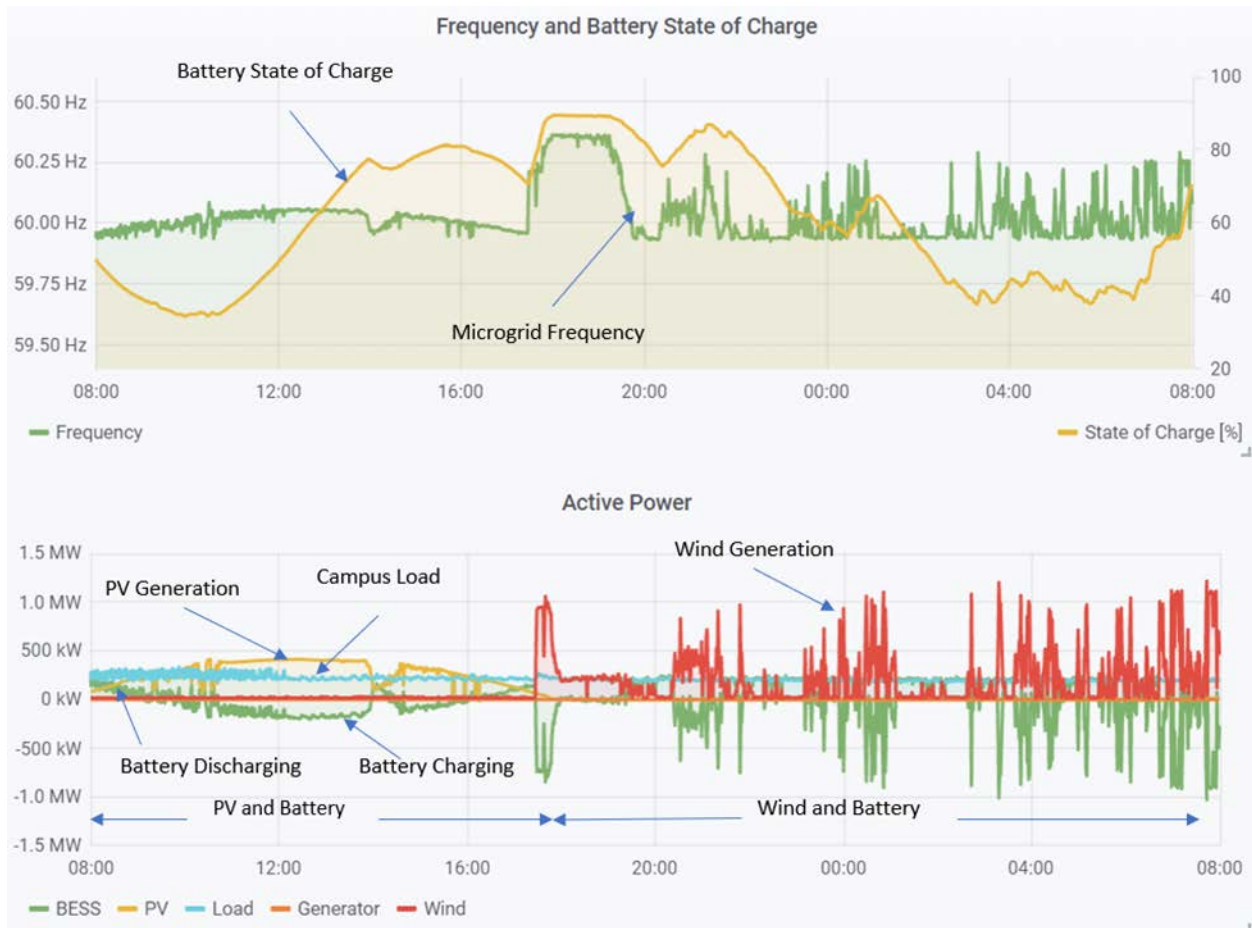 Frequency and Battery State of Charge
Battery State of Charge
60.50 Hz
60.25 Hz
60.00 Hz
59.75 Hz
59.50 Hz
100
80
60
40
20
Microgrid Frequency
08:00 12:00 16:00 20:00 00:00 04:00 08:00
Frequency State of Charge [%]
Active Power
1.5 MW
1.0 MW
500 kW
0 kW
-500 kW
-1.0 MW
-1.5 MW
Wind Generation
Campus Load
PV Generation
Battery Discharging Battery Charging
PV and Battery Wind and Battery
08:00 12:00 16:00 20:00 00:00 04:00 08:00
BESS PV Load Generator Wind